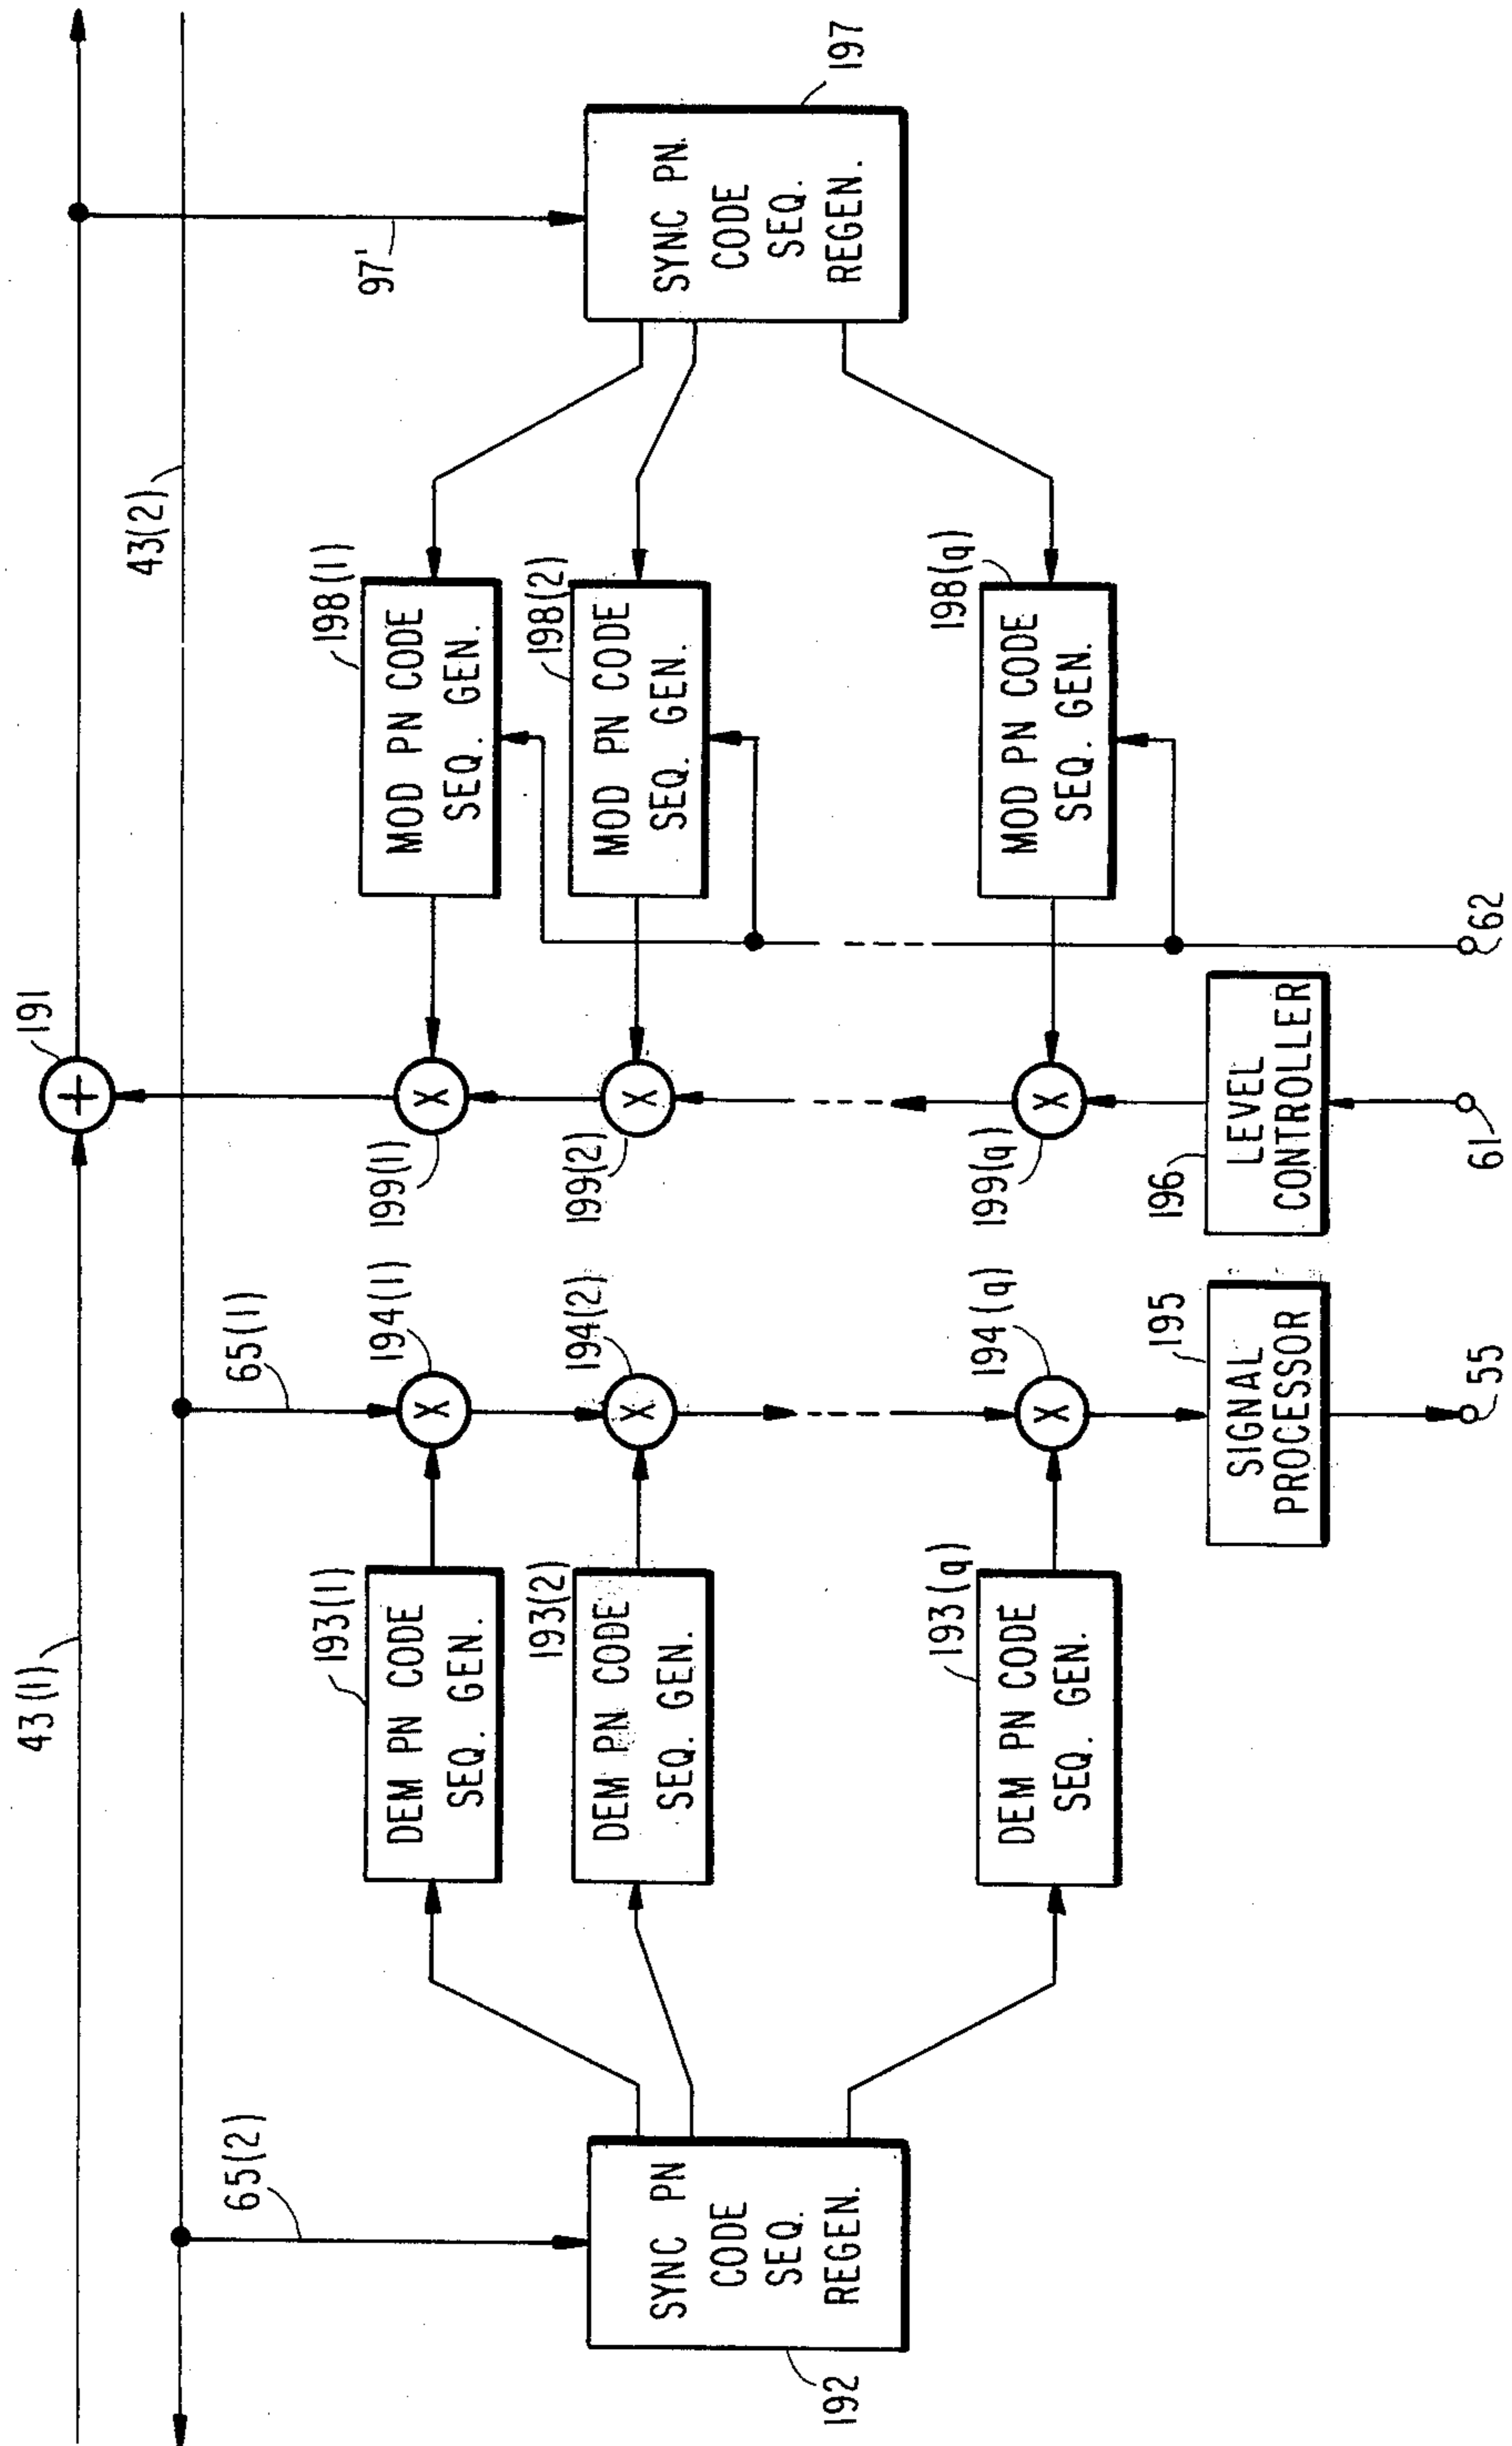 43(1)
191
43(2)
65(2)
65(1)
97'
192
SYNC PN
CODE
SEQ.
REGEN.
193(1)
DEM PN CODE
SEQ. GEN.
194(1)
199(1)
198(1)
MOD PN CODE
SEQ. GEN.
SYNC PN.
CODE
SEQ.
REGEN.
197
193(2)
DEM PN CODE
SEQ. GEN.
194(2)
199(2)
198(2)
MOD PN CODE
SEQ. GEN.
193(q)
DEM PN CODE
SEQ. GEN.
194(q)
199(q)
198(q)
MOD PN CODE
SEQ. GEN.
195
SIGNAL
PROCESSOR
196
LEVEL
CONTROLLER
55
61
62
+
X
X
X
X
X
X